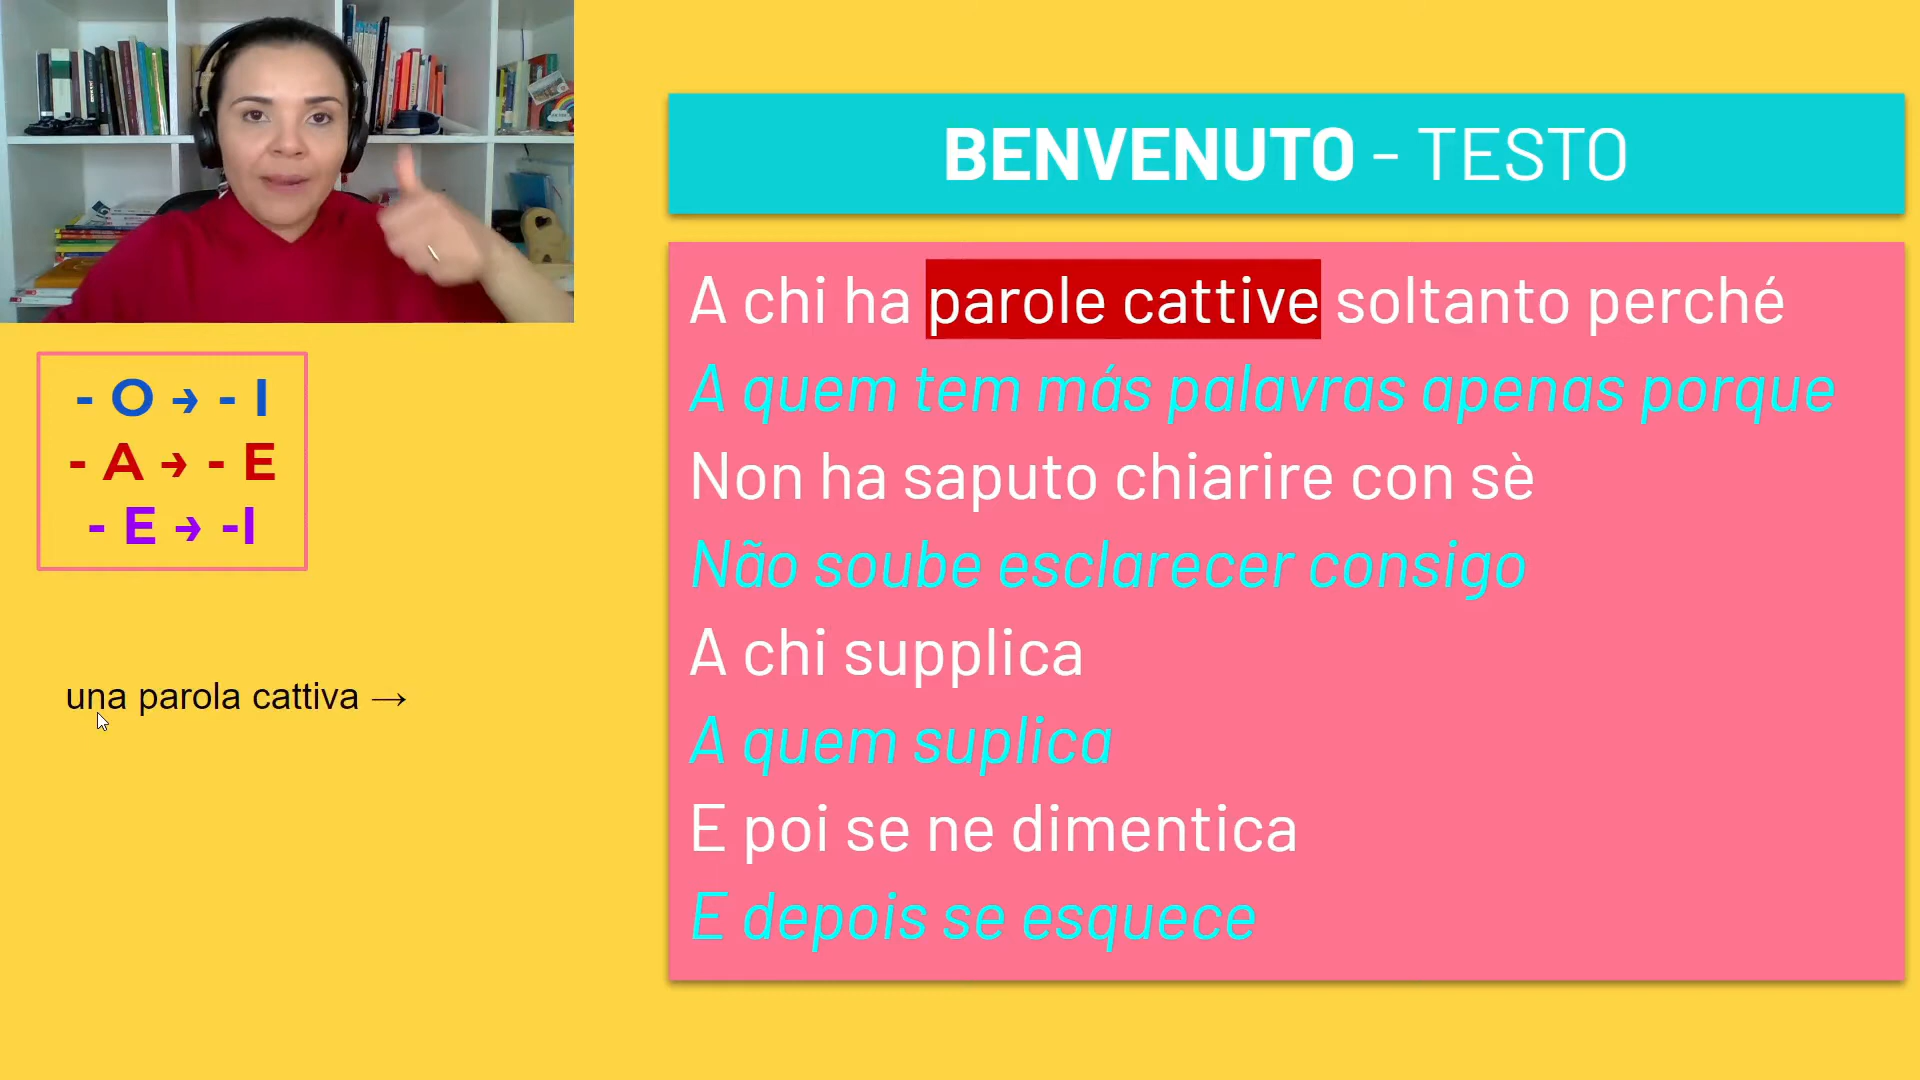 BENVENUTO - TESTO
A chi ha parole cattive soltanto perché
A quem tem más palavras apenas porque
Non ha saputo chiarire con sè
Não soube esclarecer consigo
A chi supplica
A quem suplica
E poi se ne dimentica
E depois se esquece
- O → - I
- A → - E
- E → -I
una parola cattiva →